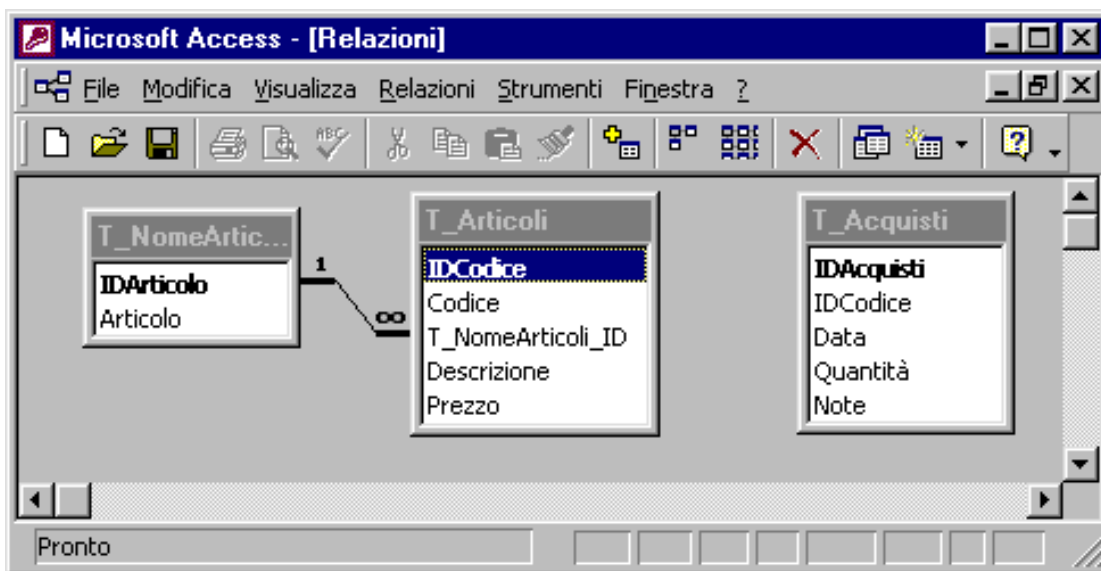 Microsoft Access - [Relazioni]
File Modifica Visualizza Relazioni Strumenti Finestra ?
ABC
T_NomeArtic...
IDArticolo
Articolo
1
∞
T_Articoli
IDCodice
Codice
T_NomeArticoli_ID
Descrizione
Prezzo
T_Acquisti
IDAcquisti
IDCodice
Data
Quantità
Note
Pronto